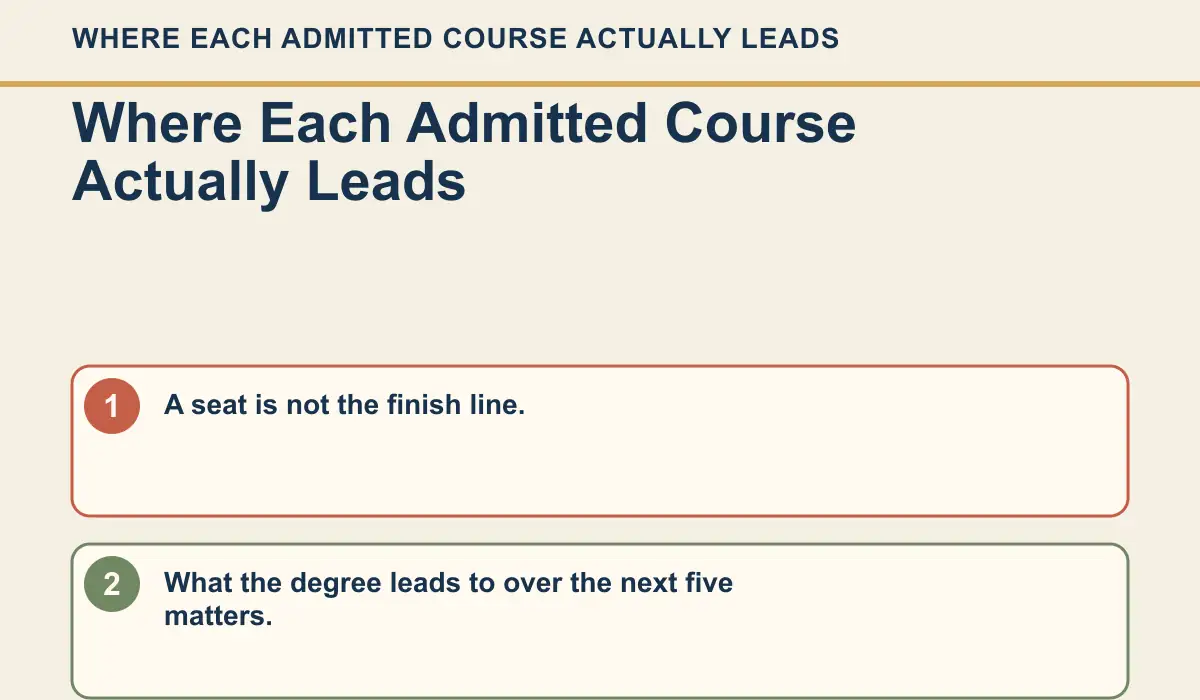 WHERE EACH ADMITTED COURSE ACTUALLY LEADS
Where Each Admitted Course
Actually Leads
1
A seat is not the finish line.
2
What the degree leads to over the next five
matters.